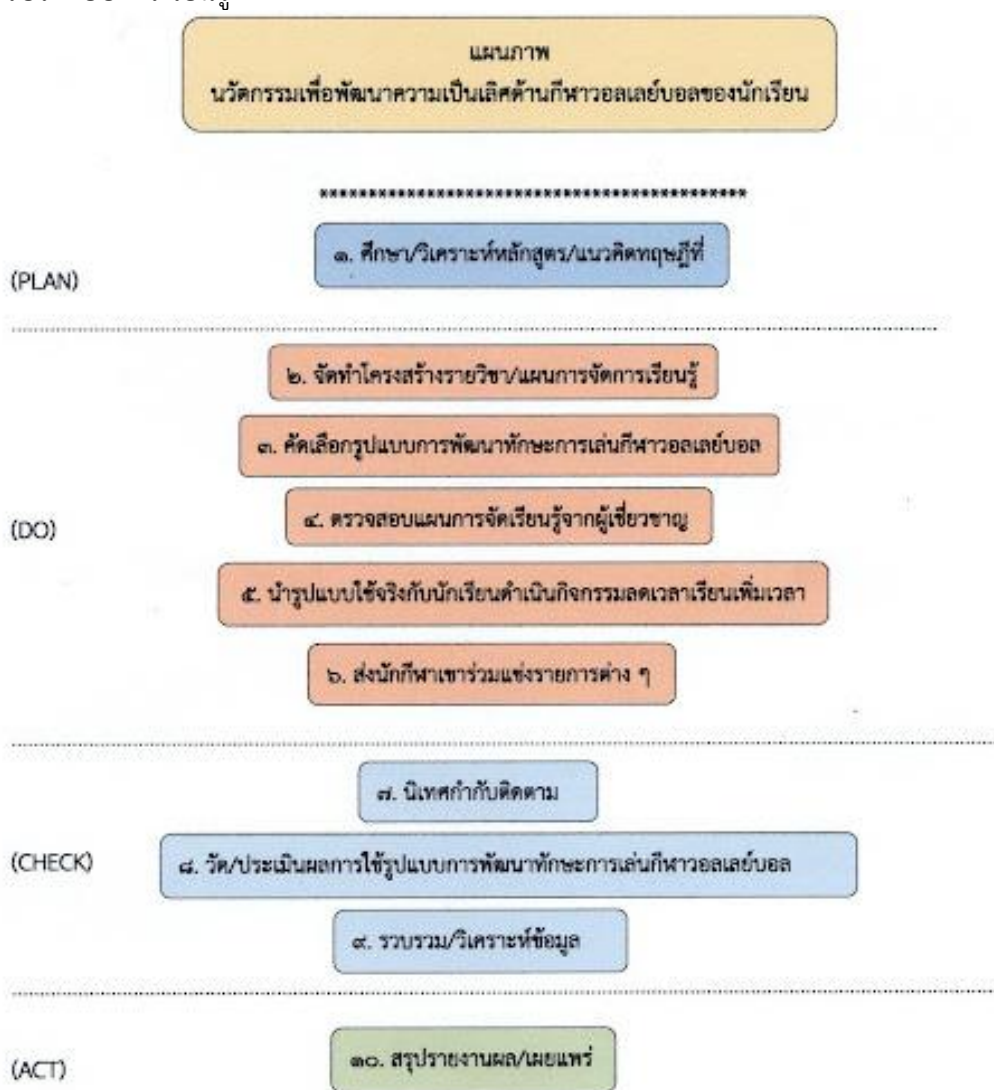 แผนภาพ
นวัตกรรมเพื่อพัฒนาความเป็นเลิศด้านกีฬาวอลเลย์บอลของนักเรียน
*******************************************
๑. ศึกษา/วิเคราะห์หลักสูตร/แนวคิดทฤษฎีที่
(PLAN)
๒. จัดทำโครงสร้างรายวิชา/แผนการจัดการเรียนรู้
๓. คัดเลือกรูปแบบการพัฒนาทักษะการเล่นกีฬาวอลเลย์บอล
(DO)
๔. ตรวจสอบแผนการจัดเรียนรู้จากผู้เชี่ยวชาญ
๕. นำรูปแบบใช้จริงกับนักเรียนดำเนินกิจกรรมลดเวลาเรียนเพิ่มเวลา
๖. ส่งนักกีฬาเขาร่วมแข่งรายการต่าง ๆ
๗. นิเทศกำกับติดตาม
(CHECK)
๘. วัด/ประเมินผลการใช้รูปแบบการพัฒนาทักษะการเล่นกีฬาวอลเลย์บอล
๙. รวบรวม/วิเคราะห์ข้อมูล
(ACT)
๑๐. สรุปรายงานผล/เผยแพร่